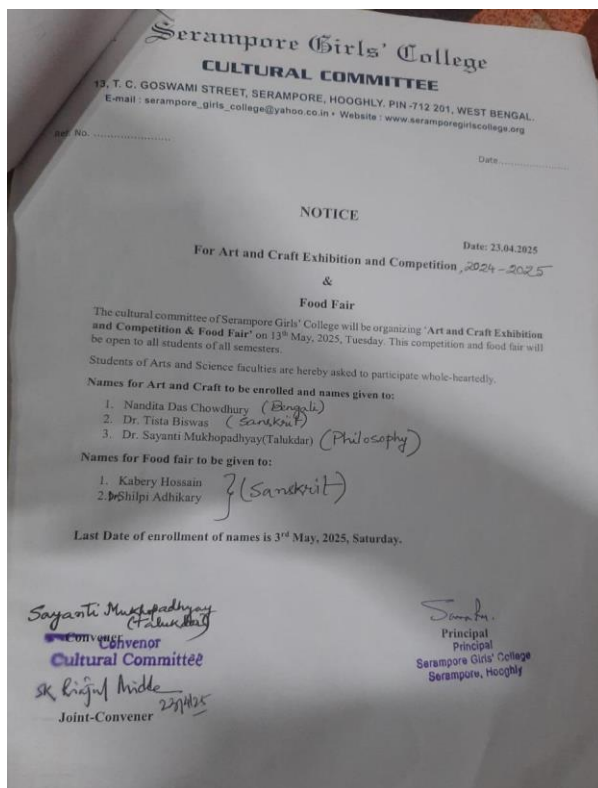 Serampore Girls' College
CULTURAL COMMITTEE
13, T. C. GOSWAMI STREET, SERAMPORE, HOOGHLY. PIN -712 201, WEST BENGAL.
E-mail : serampore_girls_college@yahoo.co.in • Website : www.seramporegirlscollege.org
Ref. No. ........................
Date......................
NOTICE
Date: 23.04.2025
For Art and Craft Exhibition and Competition, 2024-2025
&
Food Fair
The cultural committee of Serampore Girls' College will be organizing 'Art and Craft Exhibition
and Competition & Food Fair' on 13th May, 2025, Tuesday. This competition and food fair will
be open to all students of all semesters.
Students of Arts and Science faculties are hereby asked to participate whole-heartedly.
Names for Art and Craft to be enrolled and names given to:
1. Nandita Das Chowdhury (Bengali)
2. Dr. Tista Biswas (Sanskrit)
3. Dr. Sayanti Mukhopadhyay(Talukdar) (Philosophy)
Names for Food fair to be given to:
1. Kabery Hossain
2. Dr Shilpi Adhikary } (Sanskrit)
Last Date of enrollment of names is 3rd May, 2025, Saturday.
Sayanti Mukhopadhyay
(Talukdar)
Convener
Convenor
Cultural Committee
23/4/25
Joint-Convener
Principal
Principal
Serampore Girls' College
Serampore, Hooghly